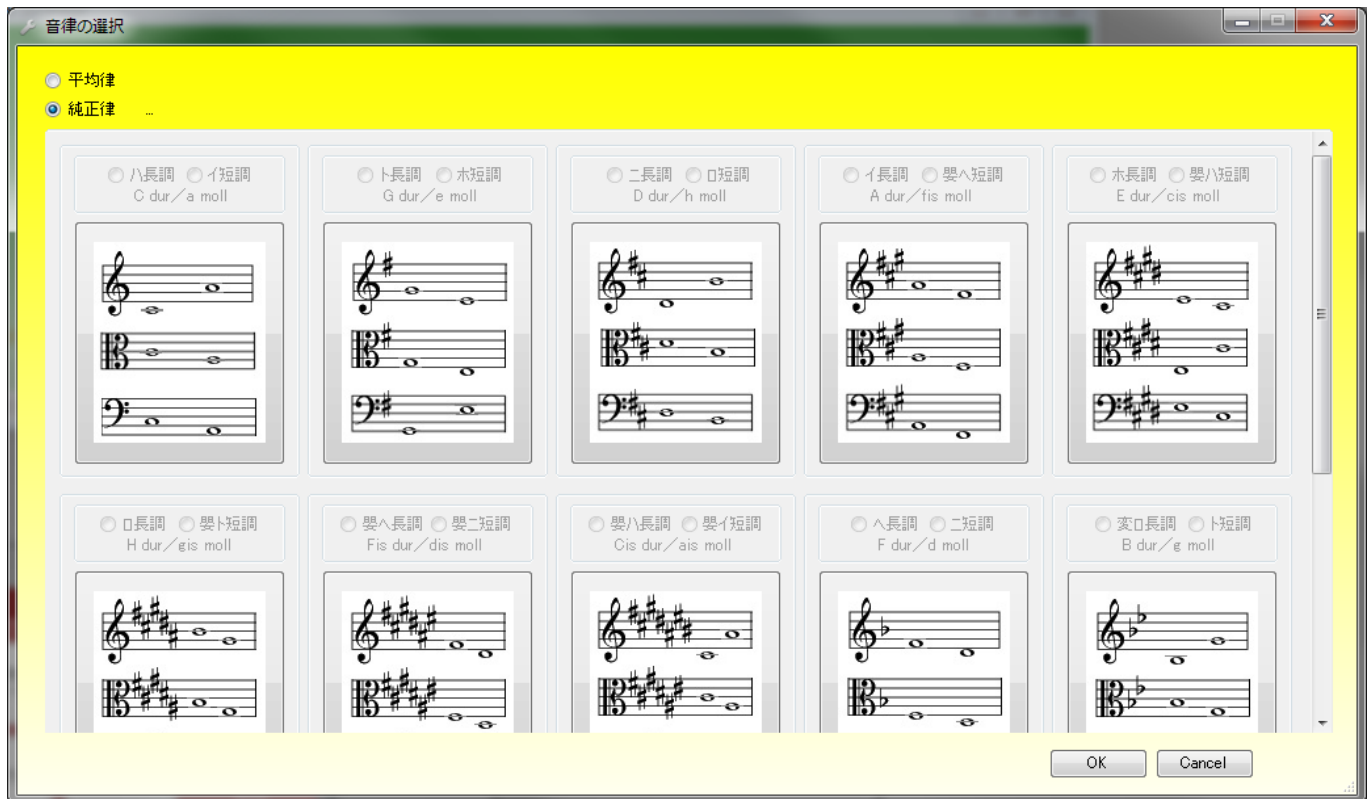 音律の選択
平均律
純正律 ...
ハ長調 イ短調
C dur/a moll
ト長調 ホ短調
G dur/e moll
ニ長調 ロ短調
D dur/h moll
イ長調 嬰ヘ短調
A dur/fis moll
ホ長調 嬰ハ短調
E dur/cis moll
ロ長調 嬰ト短調
H dur/gis moll
嬰ヘ長調 嬰ニ短調
Fis dur/dis moll
嬰ハ長調 嬰イ短調
Cis dur/ais moll
ヘ長調 ニ短調
F dur/d moll
変ロ長調 ト短調
B dur/g moll
OK Cancel